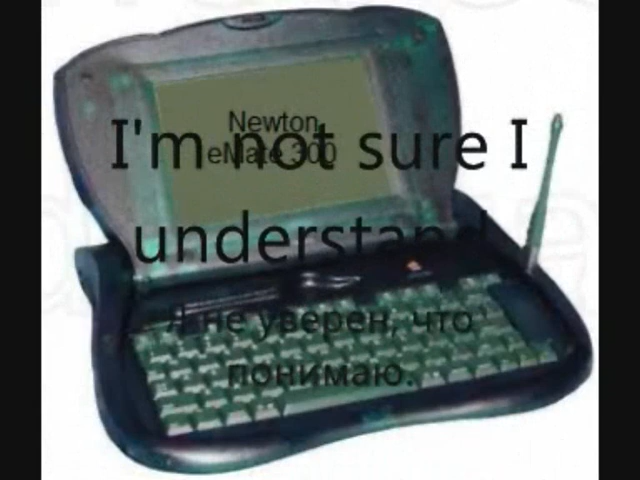 Newton
eMate 300
I'm not sure I
understand.
Я не уверен, что
понимаю.